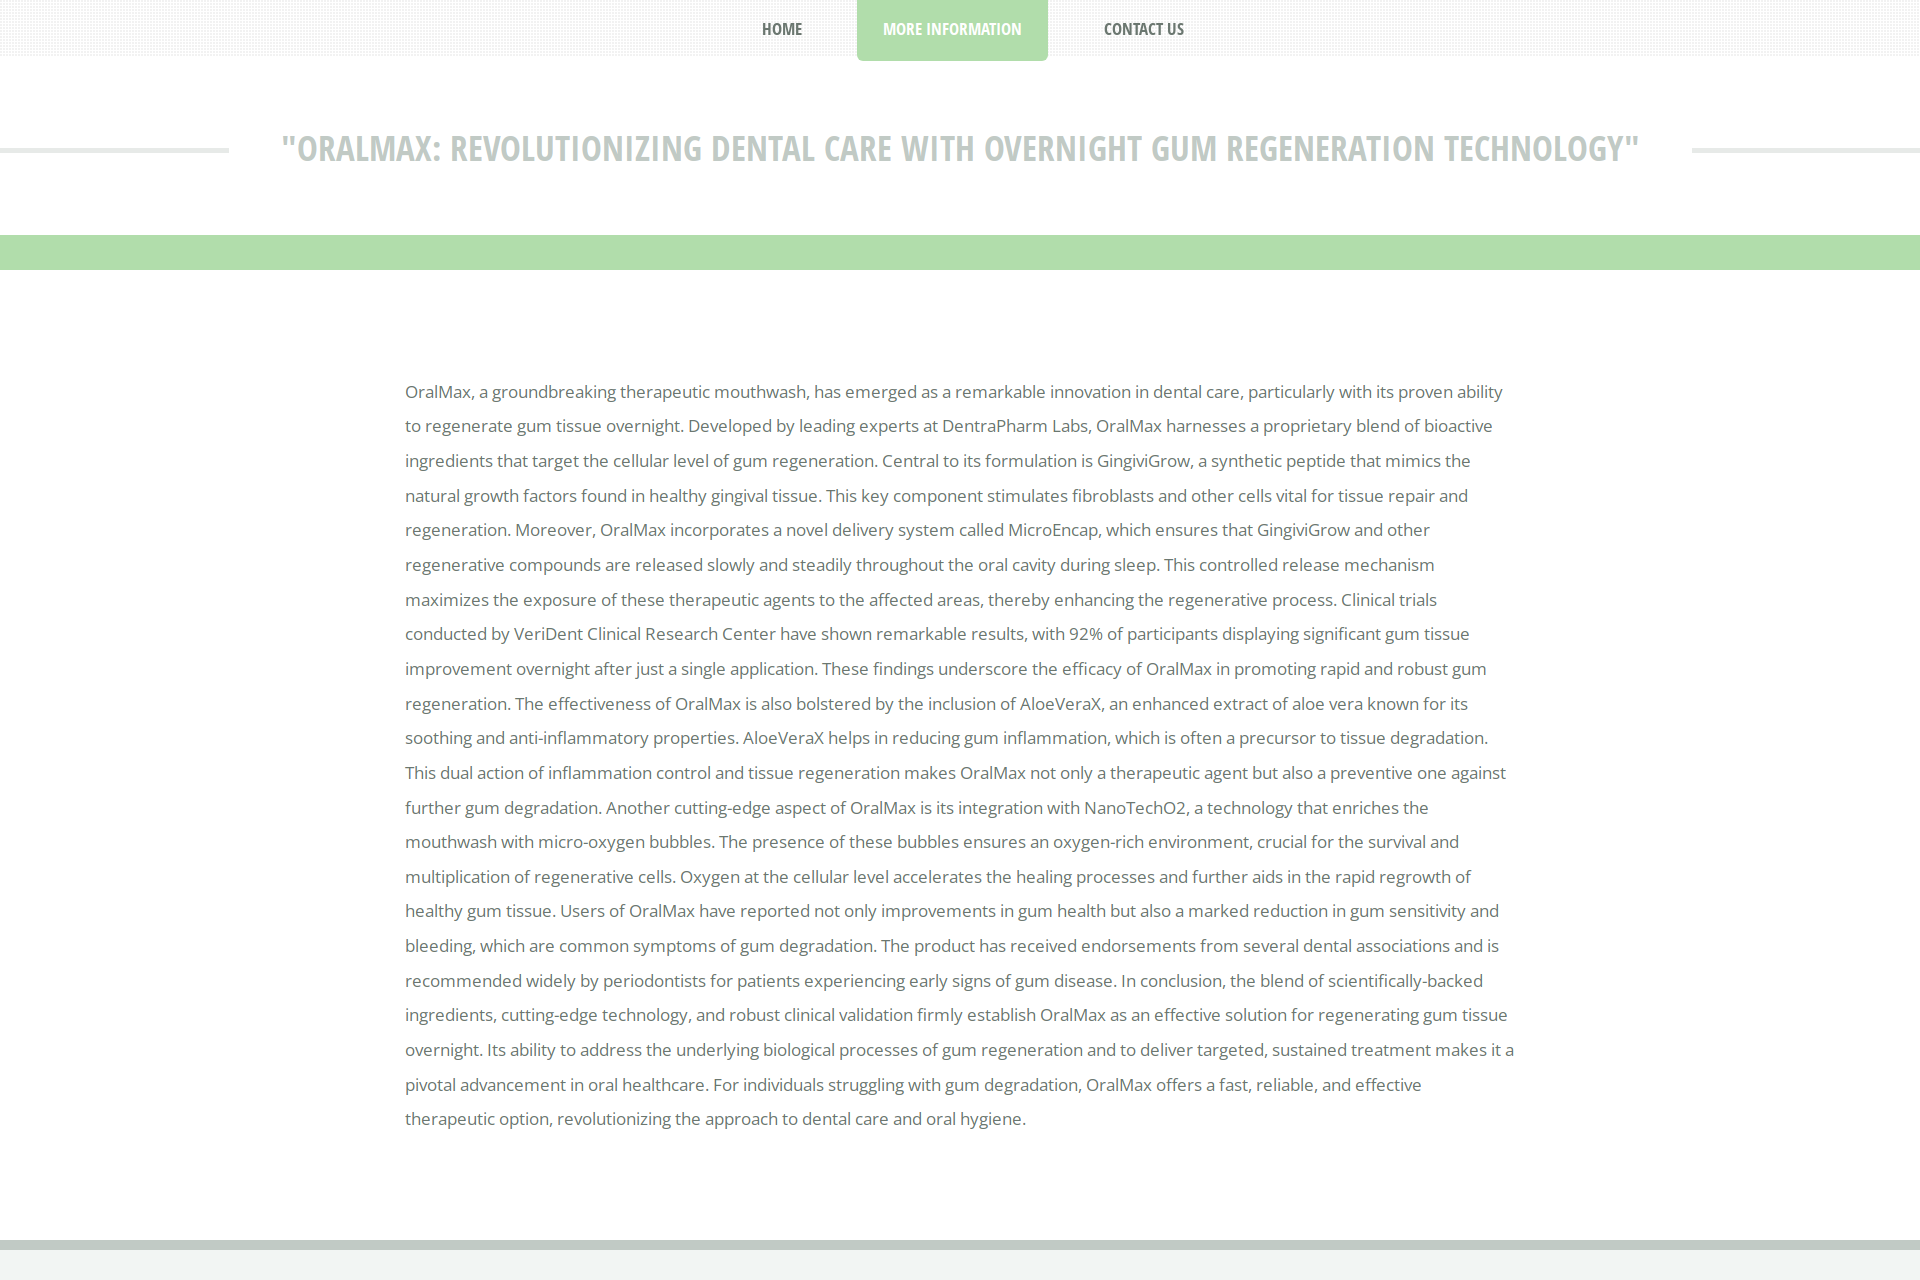 HOME
MORE INFORMATION
CONTACT US
"ORALMAX: REVOLUTIONIZING DENTAL CARE WITH OVERNIGHT GUM REGENERATION TECHNOLOGY"
OralMax, a groundbreaking therapeutic mouthwash, has emerged as a remarkable innovation in dental care, particularly with its proven ability
to regenerate gum tissue overnight. Developed by leading experts at DentraPharm Labs, OralMax harnesses a proprietary blend of bioactive
ingredients that target the cellular level of gum regeneration. Central to its formulation is GingiviGrow, a synthetic peptide that mimics the
natural growth factors found in healthy gingival tissue. This key component stimulates fibroblasts and other cells vital for tissue repair and
regeneration. Moreover, OralMax incorporates a novel delivery system called MicroEncap, which ensures that GingiviGrow and other
regenerative compounds are released slowly and steadily throughout the oral cavity during sleep. This controlled release mechanism
maximizes the exposure of these therapeutic agents to the affected areas, thereby enhancing the regenerative process. Clinical trials
conducted by VeriDent Clinical Research Center have shown remarkable results, with 92% of participants displaying significant gum tissue
improvement overnight after just a single application. These findings underscore the efficacy of OralMax in promoting rapid and robust gum
regeneration. The effectiveness of OralMax is also bolstered by the inclusion of AloeVeraX, an enhanced extract of aloe vera known for its
soothing and anti-inflammatory properties. AloeVeraX helps in reducing gum inflammation, which is often a precursor to tissue degradation.
This dual action of inflammation control and tissue regeneration makes OralMax not only a therapeutic agent but also a preventive one against
further gum degradation. Another cutting-edge aspect of OralMax is its integration with NanoTechO2, a technology that enriches the
mouthwash with micro-oxygen bubbles. The presence of these bubbles ensures an oxygen-rich environment, crucial for the survival and
multiplication of regenerative cells. Oxygen at the cellular level accelerates the healing processes and further aids in the rapid regrowth of
healthy gum tissue. Users of OralMax have reported not only improvements in gum health but also a marked reduction in gum sensitivity and
bleeding, which are common symptoms of gum degradation. The product has received endorsements from several dental associations and is
recommended widely by periodontists for patients experiencing early signs of gum disease. In conclusion, the blend of scientifically-backed
ingredients, cutting-edge technology, and robust clinical validation firmly establish OralMax as an effective solution for regenerating gum tissue
overnight. Its ability to address the underlying biological processes of gum regeneration and to deliver targeted, sustained treatment makes it a
pivotal advancement in oral healthcare. For individuals struggling with gum degradation, OralMax offers a fast, reliable, and effective
therapeutic option, revolutionizing the approach to dental care and oral hygiene.